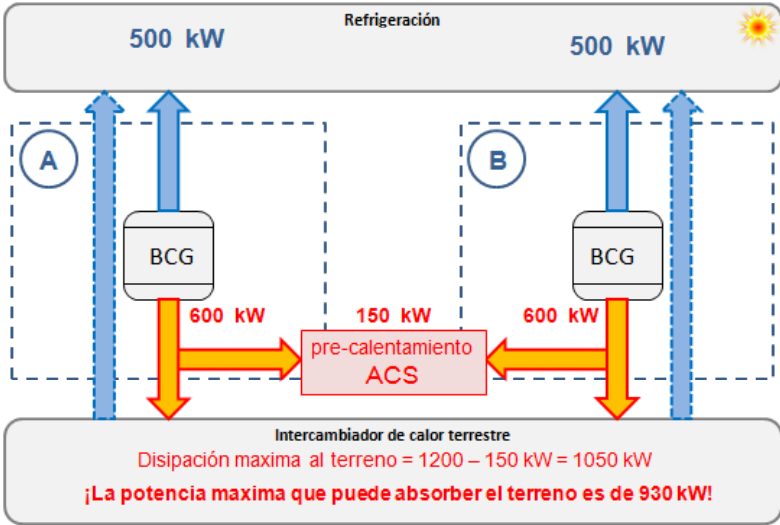 Refrigeración
500 kW
500 kW
A
B
BCG
BCG
600 kW
150 kW
600 kW
pre-calentamiento
ACS
Intercambiador de calor terrestre
Disipación maxima al terreno = 1200 – 150 kW = 1050 kW
¡La potencia maxima que puede absorber el terreno es de 930 kW!